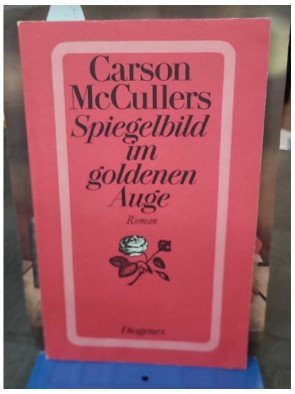 Carson
McCullers
Spiegelbild
im
goldenen
Auge
Roman
Diogenes